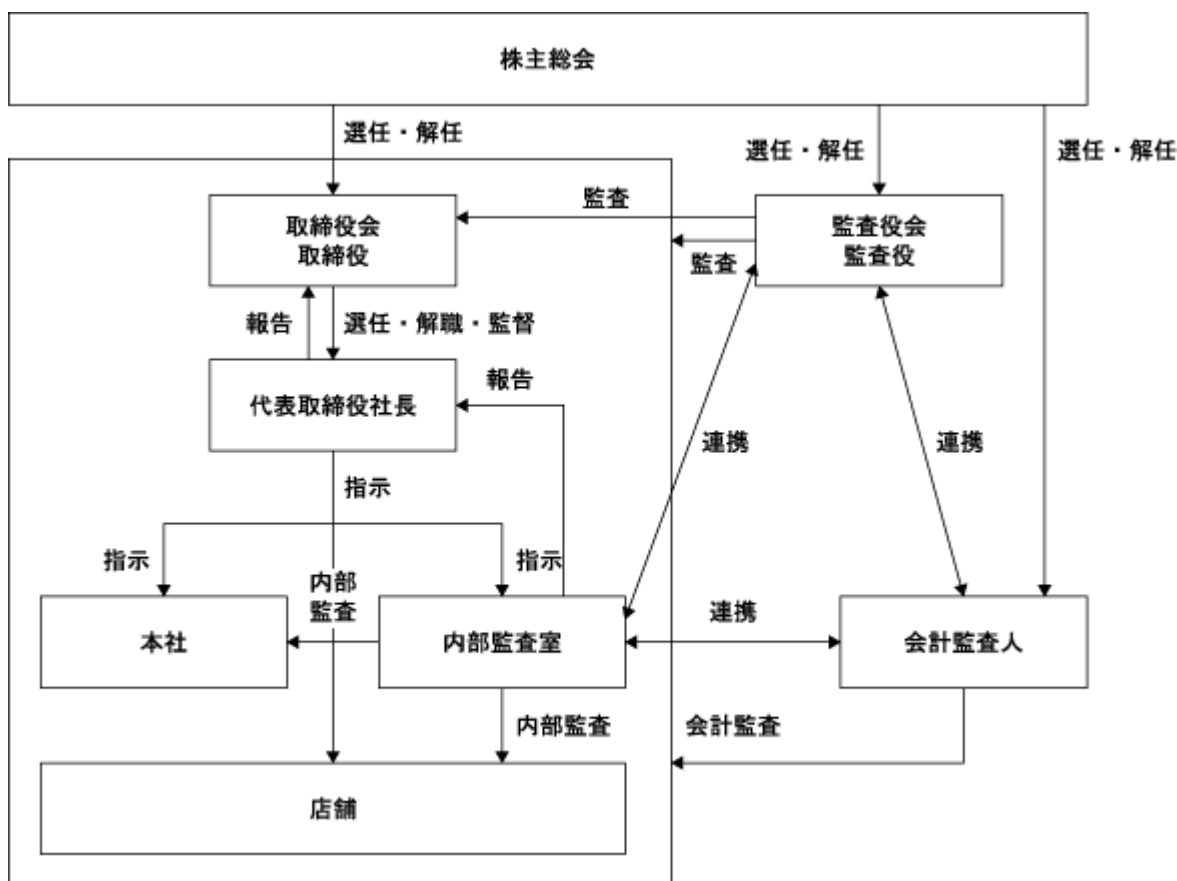 株主総会
選任・解任
選任・解任
選任・解任
取締役会
取締役
監査
監査
監査役会
監査役
報告
選任・解職・監督
代表取締役社長
報告
連携
連携
指示
指示
指示
内部
監査
本社
内部監査室
連携
会計監査人
内部監査
会計監査
店舗